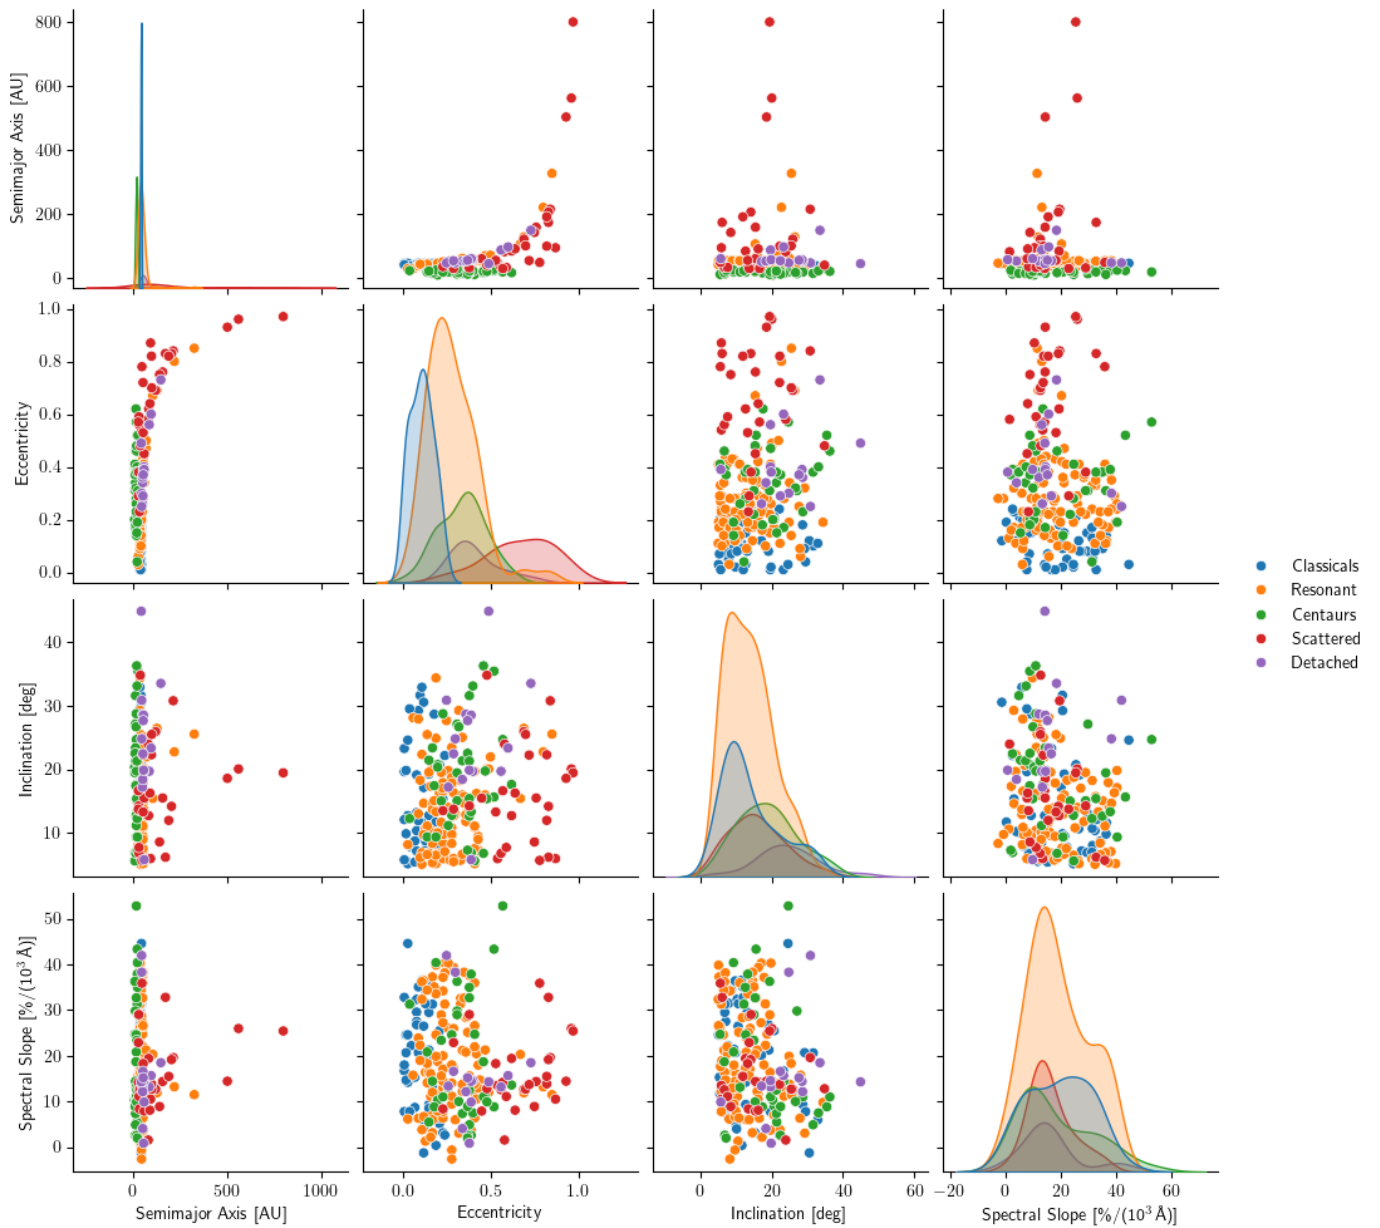 Semimajor Axis [AU]
800
600
400
200
0
Eccentricity
1.0
0.8
0.6
0.4
0.2
0.0
Classicals
Resonant
Centaurs
Scattered
Detached
Inclination [deg]
40
30
20
10
Spectral Slope [%/(10³ Å)]
50
40
30
20
10
0
0 500 1000
0.0 0.5 1.0
0 20 40 60
−20 0 20 40 60
Semimajor Axis [AU]
Eccentricity
Inclination [deg]
Spectral Slope [%/(10³ Å)]